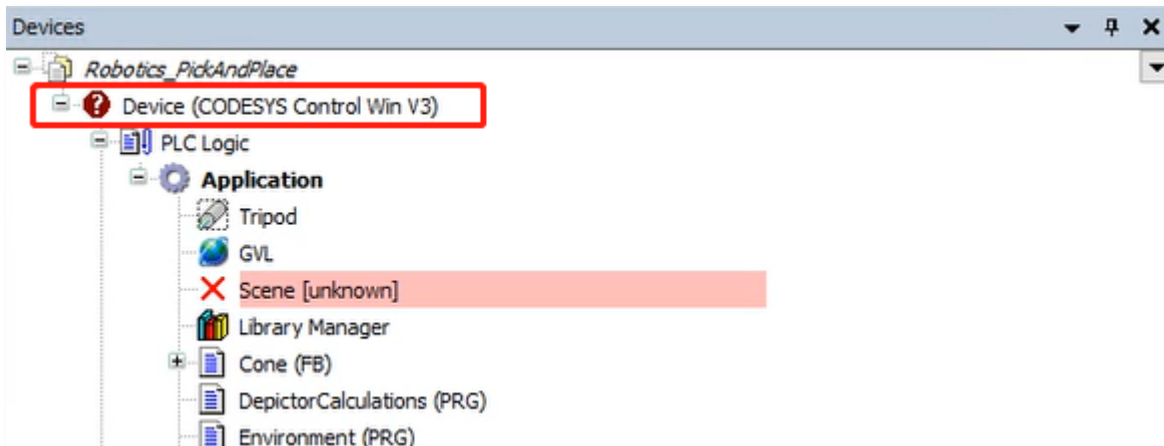 Devices
Robotics_PickAndPlace
Device (CODESYS Control Win V3)
PLC Logic
Application
Tripod
GVL
Scene [unknown]
Library Manager
Cone (FB)
DepictorCalculations (PRG)
Environment (PRG)